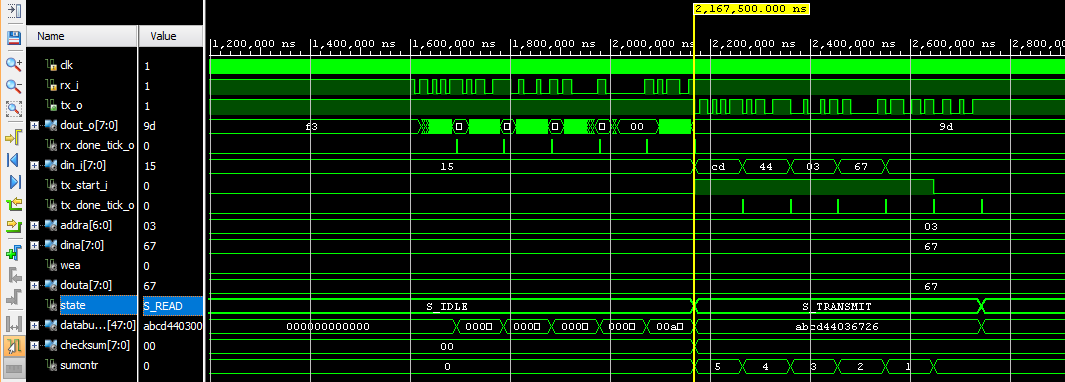 2,167,500.000 ns
Name Value
1,200,000 ns 1,400,000 ns 1,600,000 ns 1,800,000 ns 2,000,000 ns 2,200,000 ns 2,400,000 ns 2,600,000 ns 2,800,
clk 1
rx_i 1
tx_o 1
dout_o[7:0] 9d f3 00 9d
rx_done_tick_o 0
din_i[7:0] 15 15 cd 44 03 67
tx_start_i 0
tx_done_tick_o 0
addra[6:0] 03 03
dina[7:0] 67 67
wea 0
douta[7:0] 67 67
state S_READ S_IDLE S_TRANSMIT
databu...[47:0] abcd440300 000000000000 000 000 000 000 00a abcd44036726
checksum[7:0] 00 00
sumcntr 0 0 5 4 3 2 1